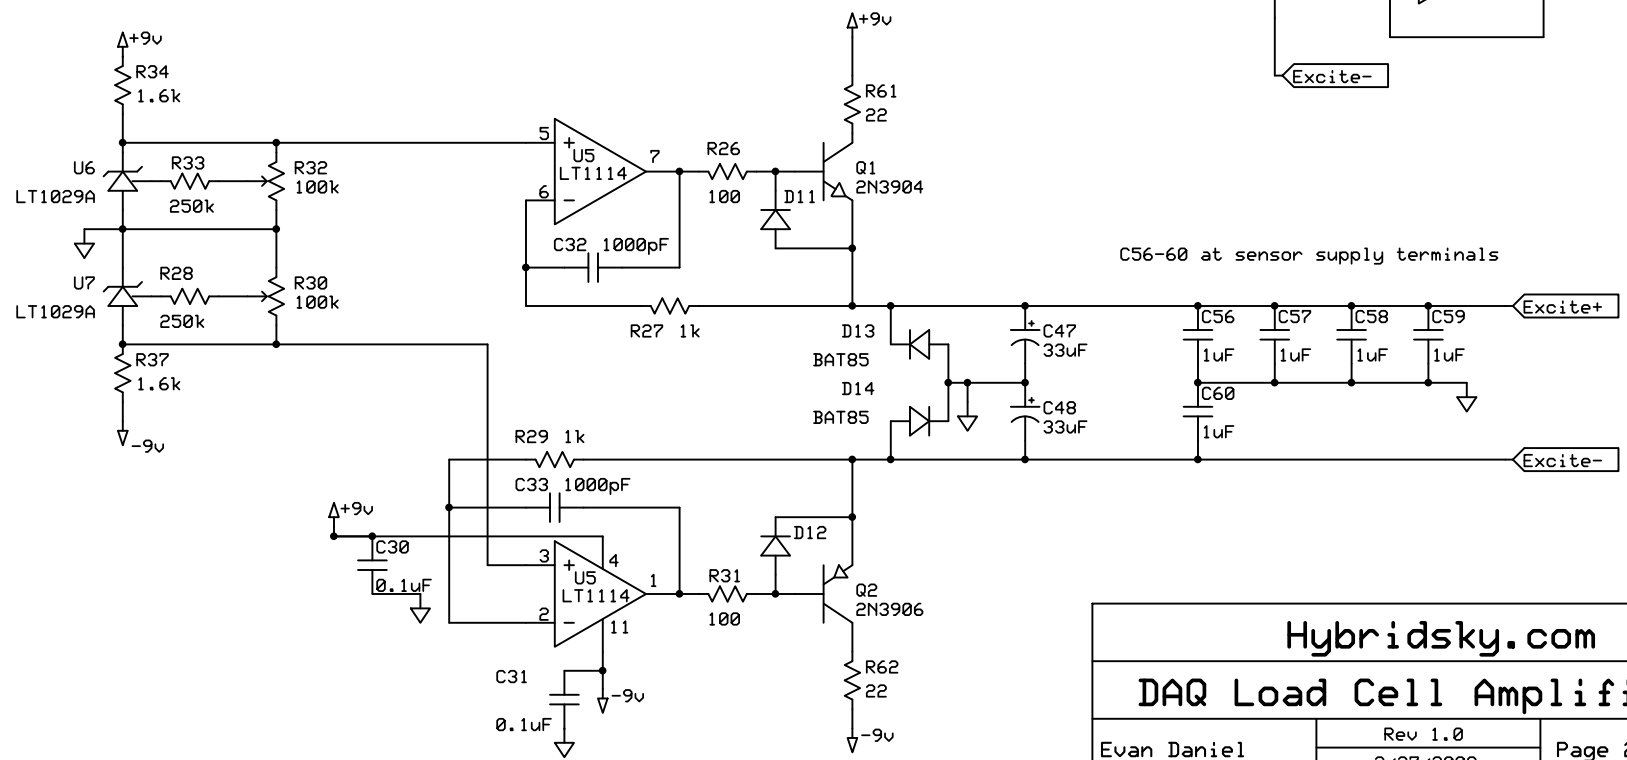 +9v
R34
1.6k
U6
LT1029A
R33
250k
R32
100k
U7
LT1029A
R28
250k
R30
100k
R37
1.6k
-9v
5
+
U5
LT1114
7
6
-
C32 1000pF
R26
100
D11
+9v
R61
22
Q1
2N3904
R27 1k
D13
BAT85
D14
BAT85
+
C47
33uF
+
C48
33uF
Excite-
C56-60 at sensor supply terminals
C56
1uF
C57
1uF
C58
1uF
C59
1uF
C60
1uF
Excite+
Excite-
R29 1k
C33 1000pF
+9v
C30
0.1uF
3
+
4
U5
LT1114
1
2
-
11
C31
0.1uF
-9v
R31
100
D12
Q2
2N3906
R62
22
-9v
Hybridsky.com
DAQ Load Cell
Evan Daniel
Rev 1.0
Page